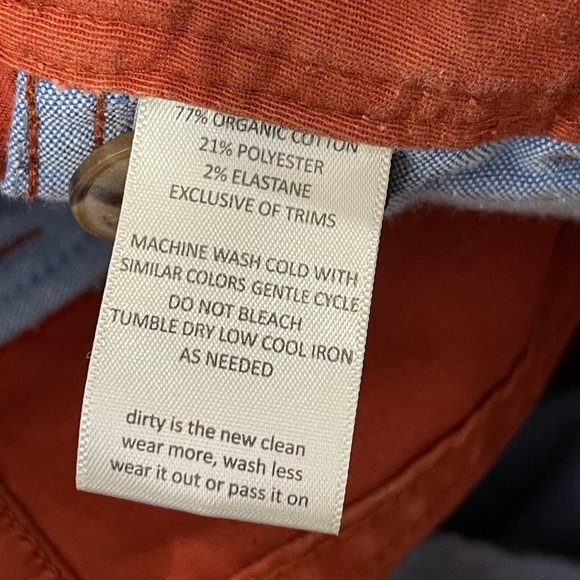 77% ORGANIC COTTON
21% POLYESTER
2% ELASTANE
EXCLUSIVE OF TRIMS
MACHINE WASH COLD WITH
SIMILAR COLORS GENTLE CYCLE
DO NOT BLEACH
TUMBLE DRY LOW COOL IRON
AS NEEDED
dirty is the new clean
wear more, wash less
wear it out or pass it on